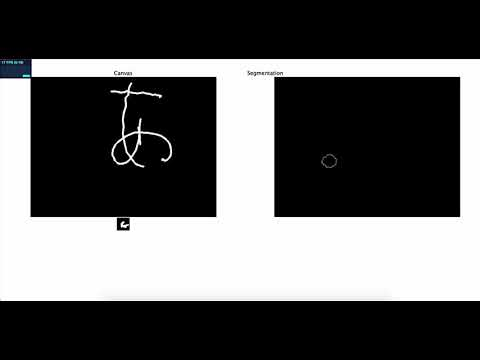 Canvas
Segmentation
あ